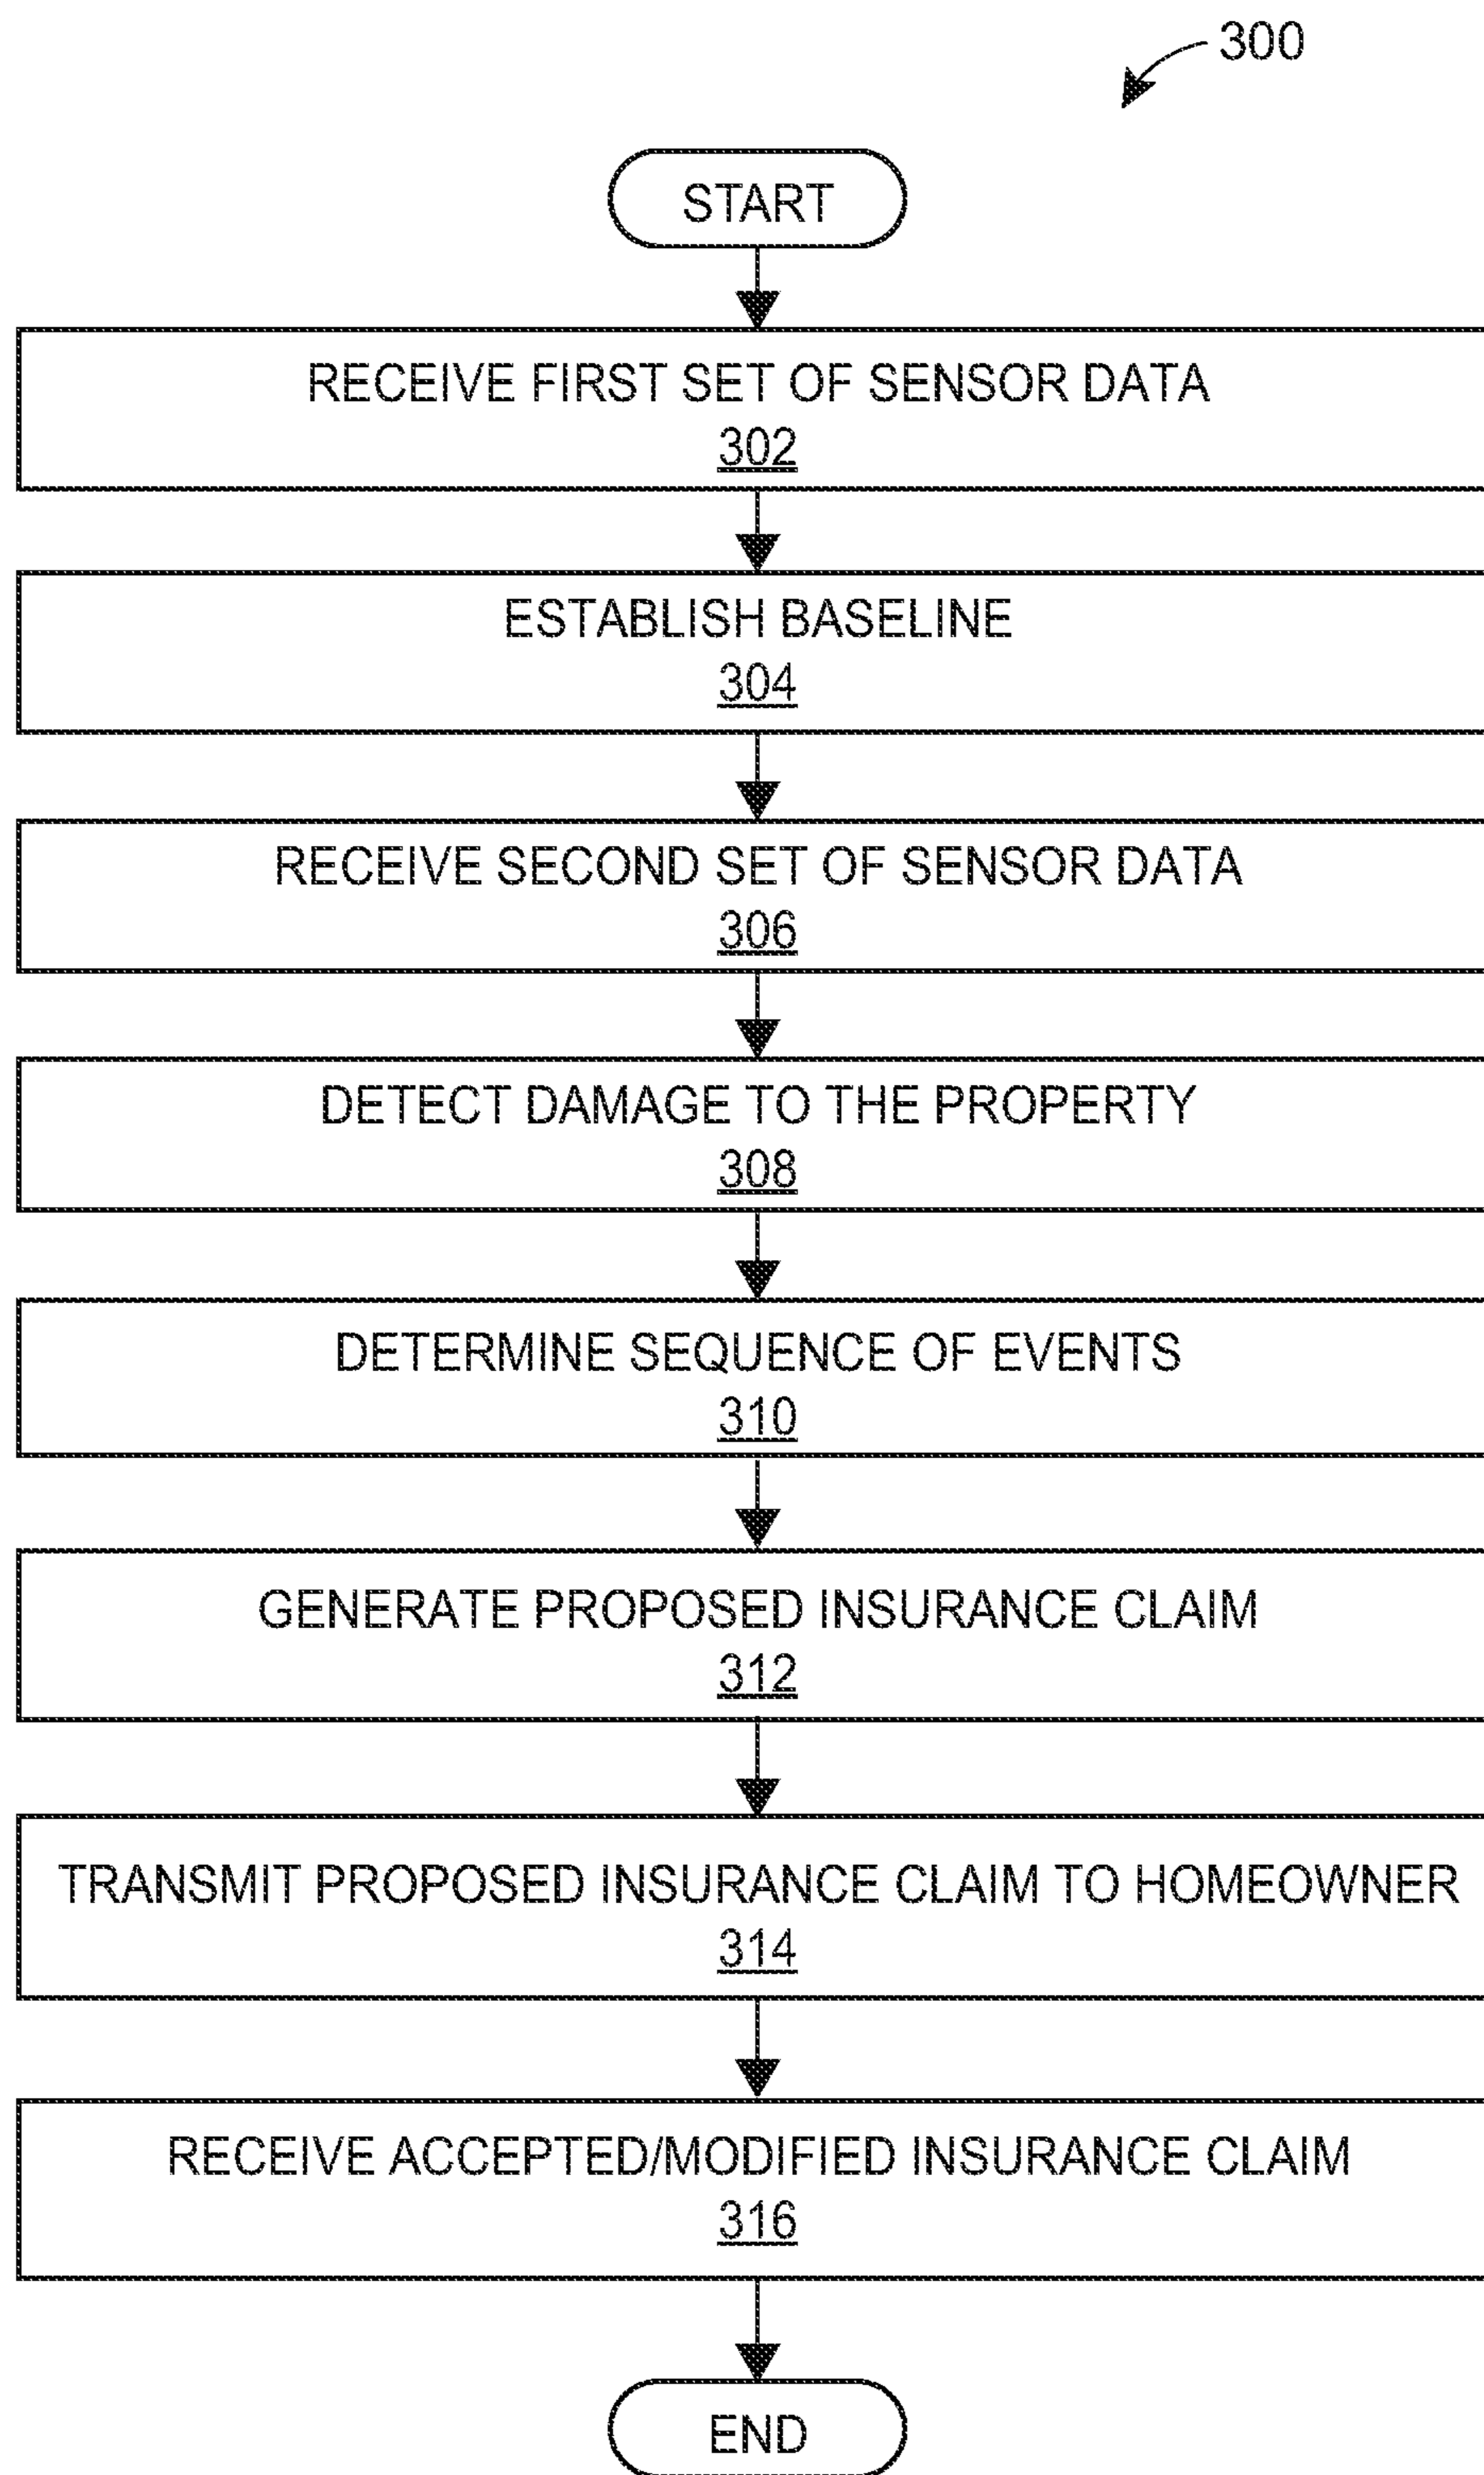 300
START
RECEIVE FIRST SET OF SENSOR DATA
302
ESTABLISH BASELINE
304
RECEIVE SECOND SET OF SENSOR DATA
306
DETECT DAMAGE TO THE PROPERTY
308
DETERMINE SEQUENCE OF EVENTS
310
GENERATE PROPOSED INSURANCE CLAIM
312
TRANSMIT PROPOSED INSURANCE CLAIM TO HOMEOWNER
314
RECEIVE ACCEPTED/MODIFIED INSURANCE CLAIM
316
END